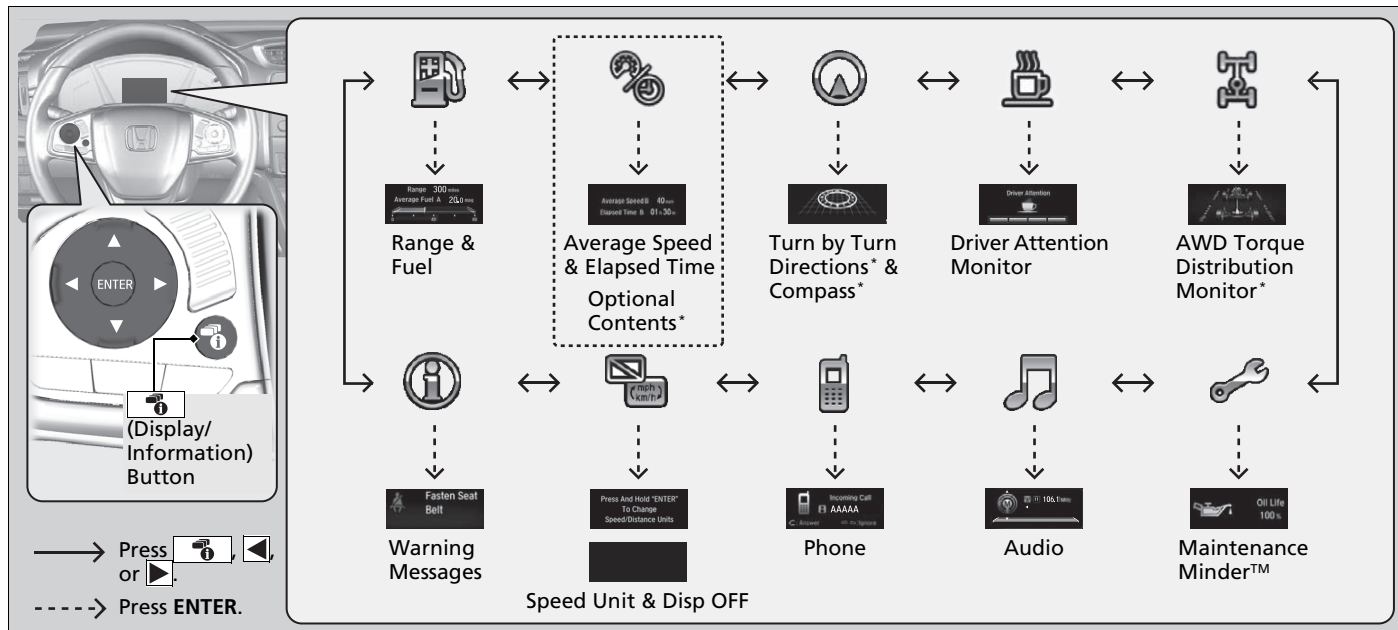 Range 300 miles
Average Fuel A 20.0 mpg
Range &
Fuel
Average Speed B 40 mph
Elapsed Time B 01 h 30 m
Average Speed
& Elapsed Time
Optional
Contents*
Turn by Turn
Directions* &
Compass*
Driver Attention
Driver Attention
Monitor
AWD Torque
Distribution
Monitor*
ENTER
(Display/
Information)
Button
mph
km/h
Fasten Seat
Belt
Warning
Messages
Press And Hold "ENTER"
To Change
Speed/Distance Units
Speed Unit & Disp OFF
Incoming Call
AAAAA
: Answer
: Ignore
Phone
106.1 MHz
Audio
Oil Life
100 %
Maintenance
Minder™
Press , ,
or .
Press ENTER.